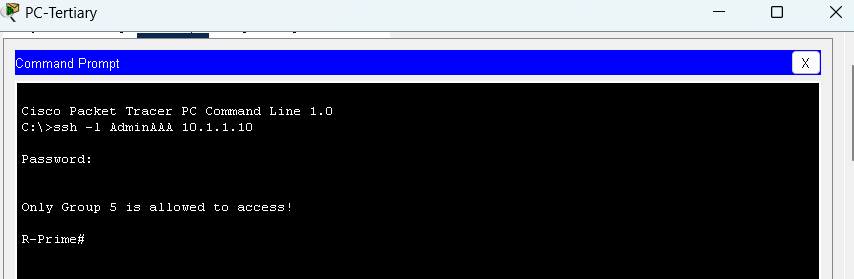 PC-Tertiary
Command Prompt
X
Cisco Packet Tracer PC Command Line 1.0
C:\>ssh -l AdminAAA 10.1.1.10
Password:
Only Group 5 is allowed to access!
R-Prime#